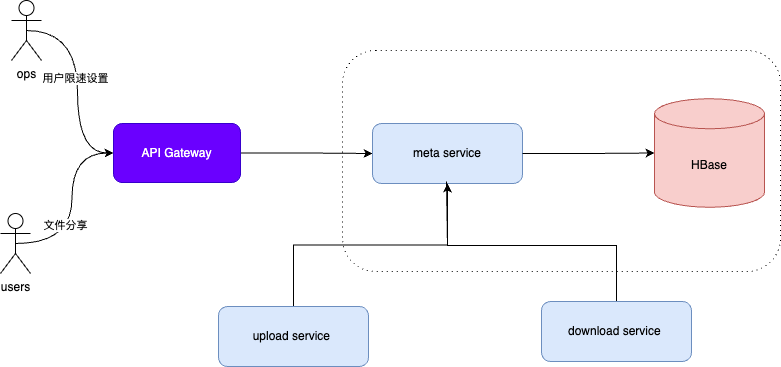 ops
用户限速设置
API Gateway
meta service
HBase
文件分享
users
upload service
download service